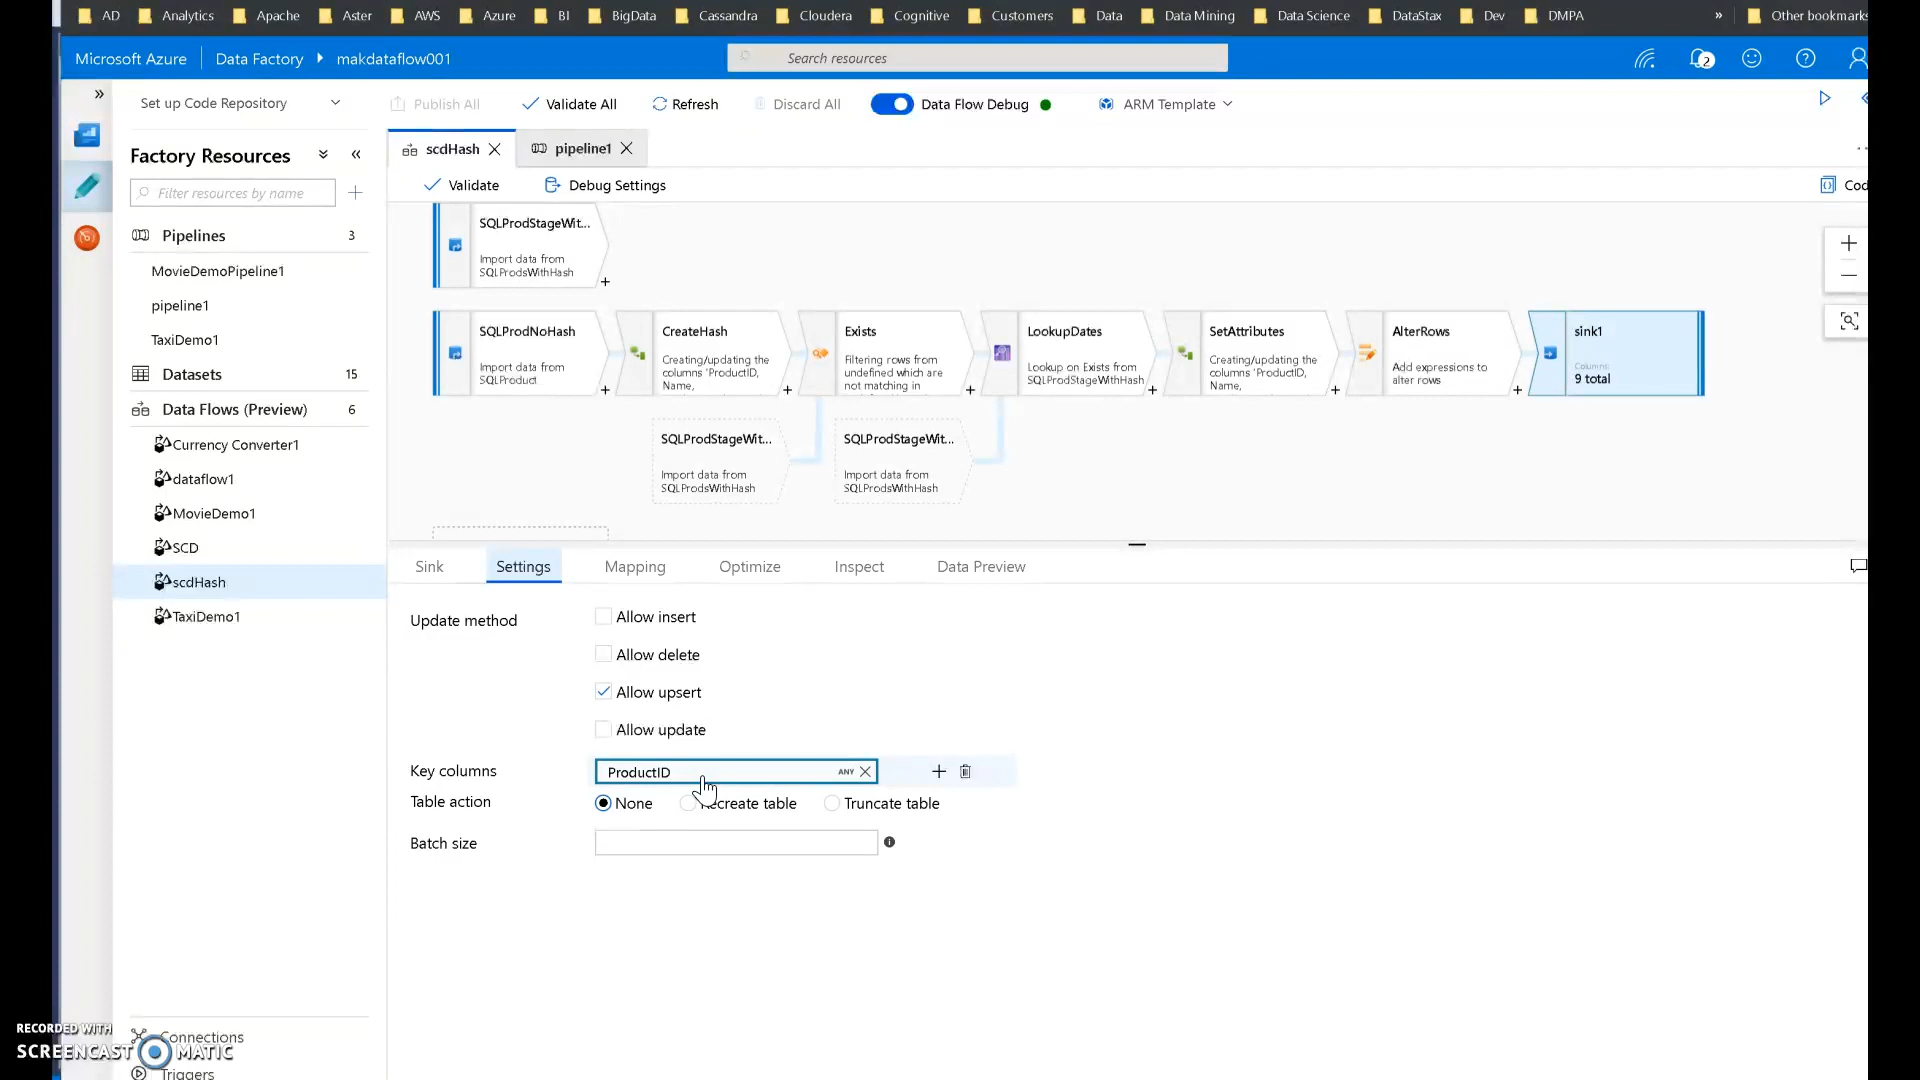 AD Analytics Apache Aster AWS Azure BI BigData Cassandra Cloudera Cognitive Customers Data Data Mining Data Science DataStax Dev DMPA » Other bookmarks
Microsoft Azure Data Factory makdataflow001 Search resources 2
» Set up Code Repository Publish All Validate All Refresh Discard All Data Flow Debug ARM Template
Factory Resources
scdHash pipeline1
Filter resources by name
Validate Debug Settings Cod
Pipelines 3
MovieDemoPipeline1
pipeline1
TaxiDemo1
Datasets 15
Data Flows (Preview) 6
Currency Converter1
dataflow1
MovieDemo1
SCD
scdHash
TaxiDemo1
Connections
Triggers
SQLProdStageWit...
Import data from
SQLProdsWithHash
SQLProdNoHash
Import data from
SQLProduct
CreateHash
Creating/updating the
columns 'ProductID,
Name,
Exists
Filtering rows from
undefined which are
not matching in
LookupDates
Lookup on Exists from
SQLProdStageWithHash
SetAttributes
Creating/updating the
columns 'ProductID,
Name,
AlterRows
Add expressions to
alter rows
sink1
Columns:
9 total
SQLProdStageWit...
Import data from
SQLProdsWithHash
SQLProdStageWit...
Import data from
SQLProdsWithHash
Sink Settings Mapping Optimize Inspect Data Preview
Update method
Allow insert
Allow delete
Allow upsert
Allow update
Key columns ProductID ANY
Table action None Recreate table Truncate table
Batch size
RECORDED WITH
SCREENCAST MATIC